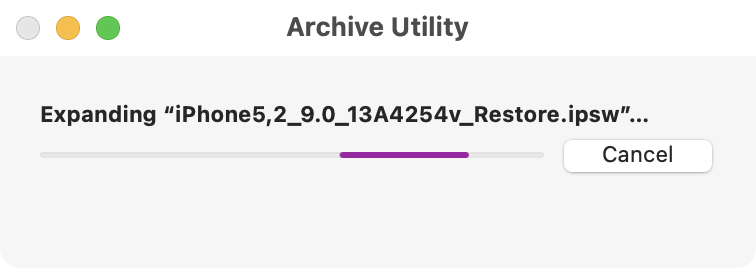 Archive Utility
Expanding “iPhone5,2_9.0_13A4254v_Restore.ipsw”...
Cancel